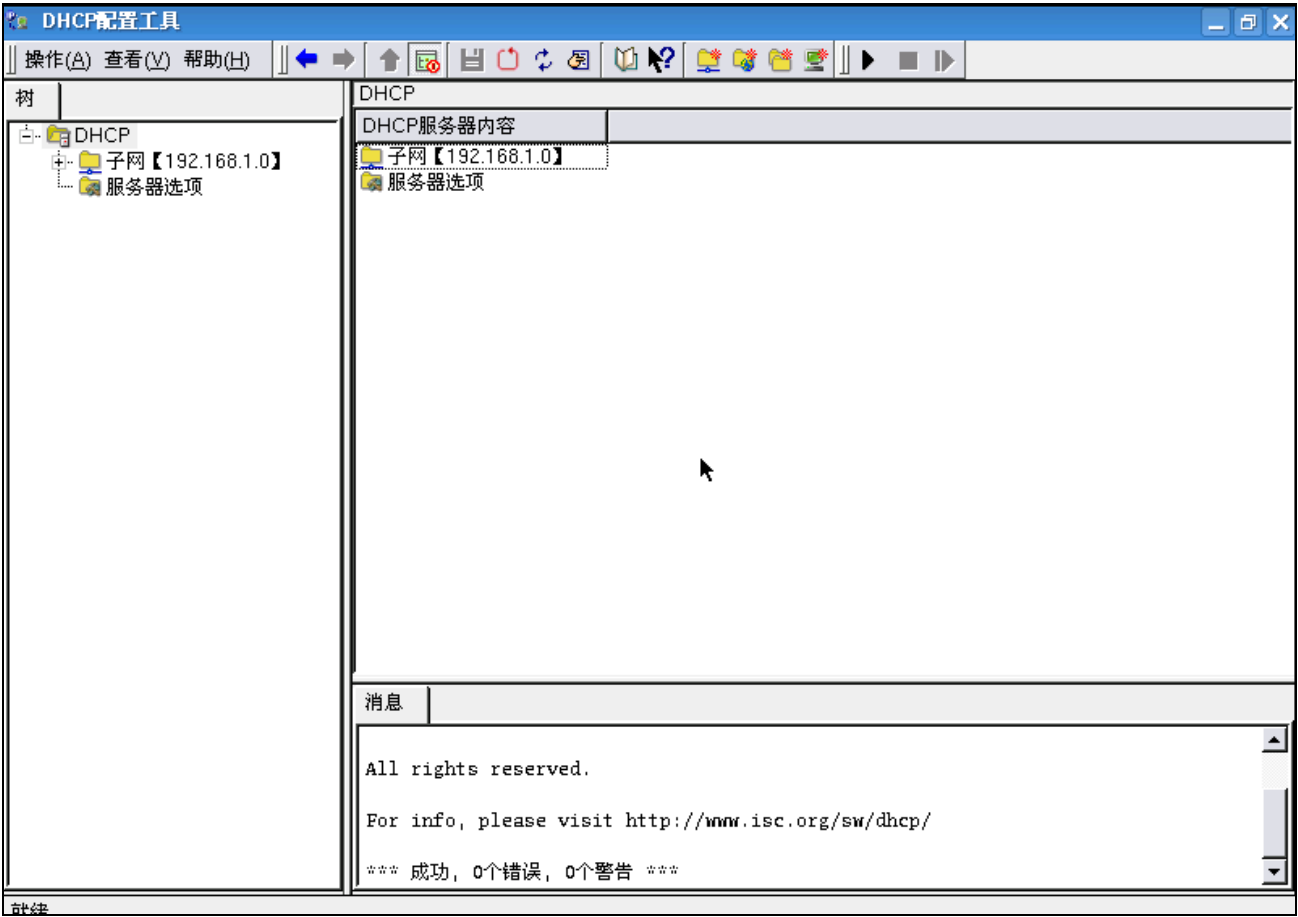 DHCP配置工具
操作(A) 查看(V) 帮助(H)
树
DHCP
子网【192.168.1.0】
服务器选项
DHCP
DHCP服务器内容
子网【192.168.1.0】
服务器选项
消息
All rights reserved.
For info, please visit http://www.isc.org/sw/dhcp/
*** 成功, 0个错误, 0个警告 ***
就绪